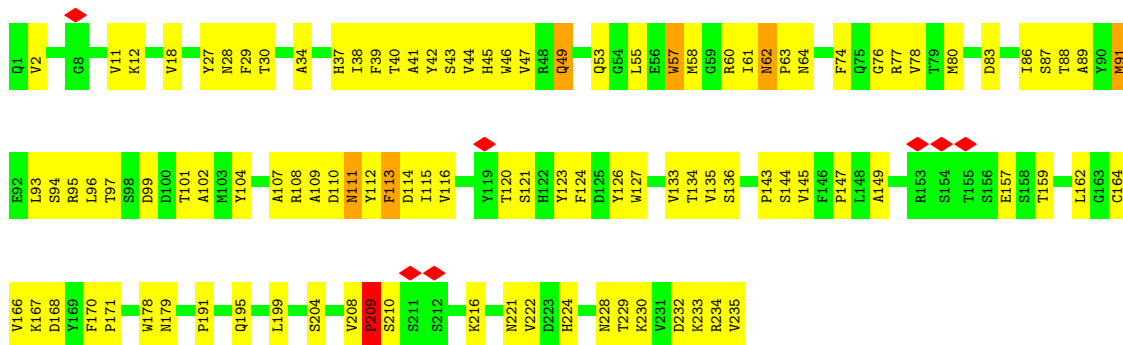 Q1 V2 G8 V11 K12 V18 Y27 N28 F29 T30 A34 H37 I38 F39 T40 A41 Y42 S43 V44 H45 W46 V47 R48 Q49 Q53 G54 L55 E56 W57 M58 G59 R60 I61 N62 P63 N64 F74 Q75 G76 R77 V78 T79 M80 D83 I86 S87 T88 A89 Y90 M91
E92 L93 S94 R95 L96 T97 S98 D99 D100 T101 A102 M103 Y104 A107 R108 A109 D110 N111 Y112 F113 D114 I115 V116 Y119 T120 S121 H122 Y123 F124 D125 Y126 W127 V133 T134 V135 S136 P143 S144 V145 F146 P147 L148 A149 R153 S154 T155 S156 E157 S158 T159 L162 G163 C164
V166 K167 D168 Y169 F170 P171 W178 N179 P191 Q195 L199 S204 V208 P209 S210 S211 S212 K216 N221 V222 D223 H224 N228 T229 K230 V231 D232 K233 R234 V235